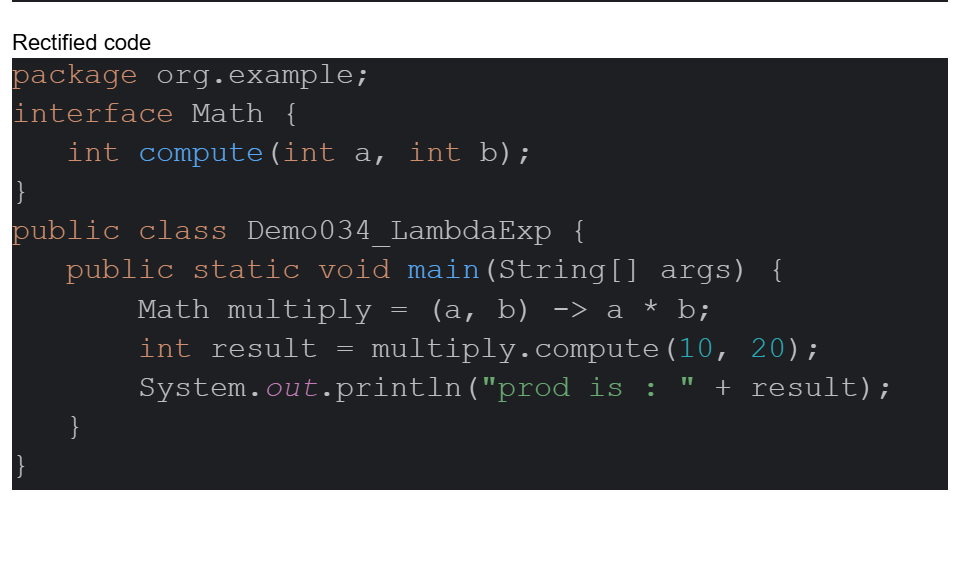 Rectified code
package org.example;
interface Math {
int compute(int a, int b);
}
public class Demo034_LambdaExp {
public static void main(String[] args) {
Math multiply = (a, b) -> a * b;
int result = multiply.compute(10, 20);
System.out.println("prod is : " + result);
}
}